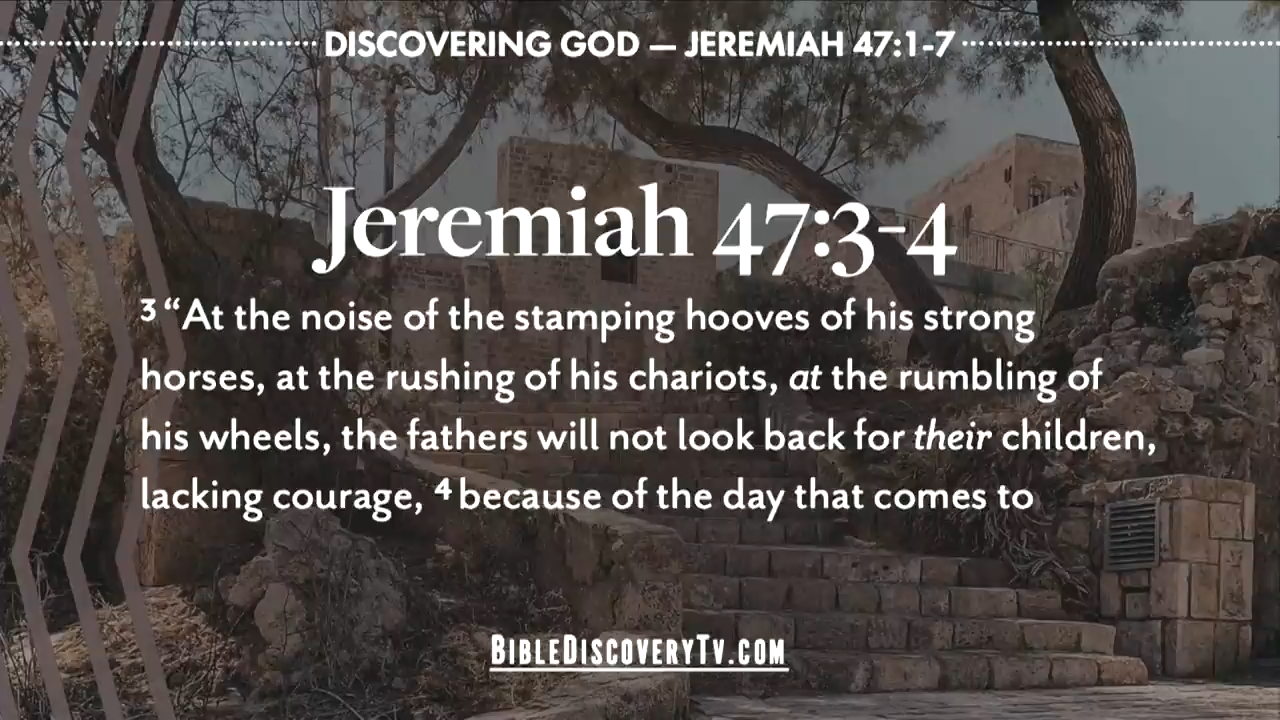 DISCOVERING GOD — JEREMIAH 47:1-7
Jeremiah 47:3-4
3 “At the noise of the stamping hooves of his strong
horses, at the rushing of his chariots, at the rumbling of
his wheels, the fathers will not look back for their children,
lacking courage, 4 because of the day that comes to
BIBLEDISCOVERYTV.COM